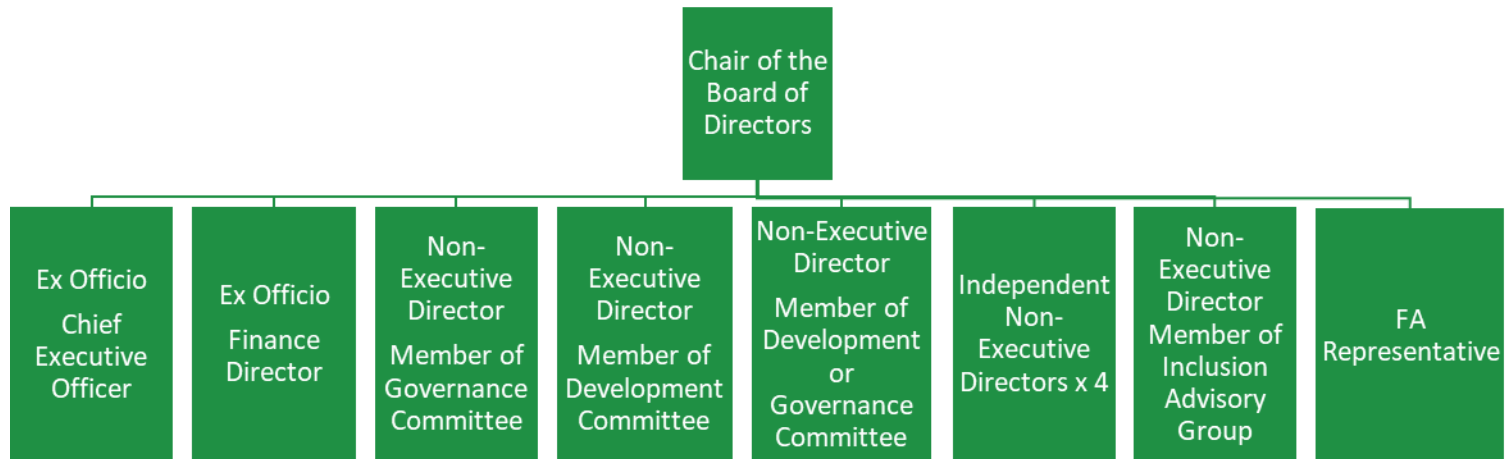 Chair of the
Board of
Directors
Ex Officio
Chief
Executive
Officer
Ex Officio
Finance
Director
Non-
Executive
Director
Member of
Governance
Committee
Non-
Executive
Director
Member of
Development
Committee
Non-Executive
Director
Member of
Development
or
Governance
Committee
Independent
Non-
Executive
Directors x 4
Non-
Executive
Director
Member of
Inclusion
Advisory
Group
FA
Representative